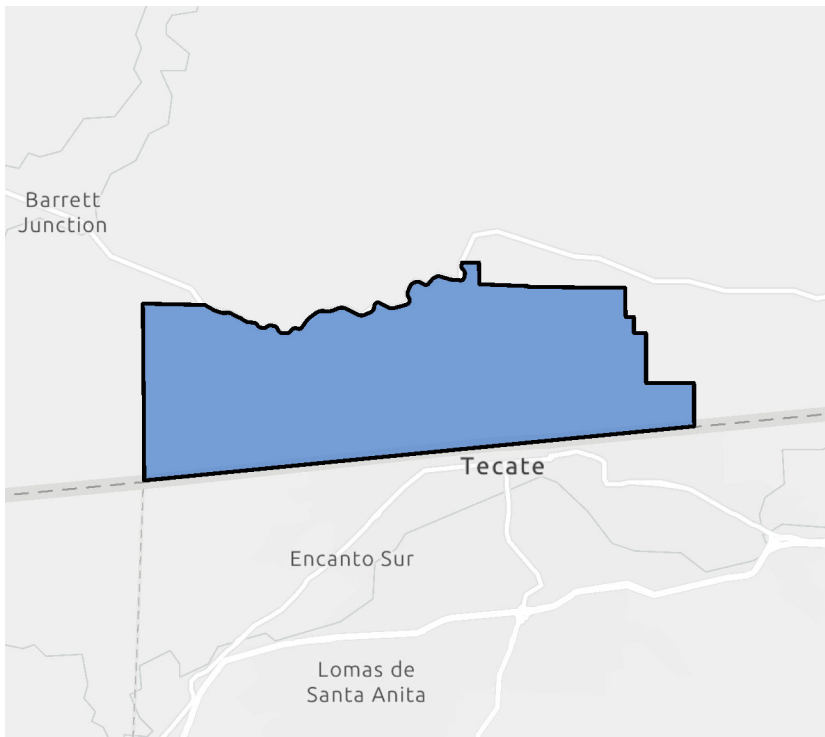 Barrett
Junction
Tecate
Encanto Sur
Lomas de
Santa Anita